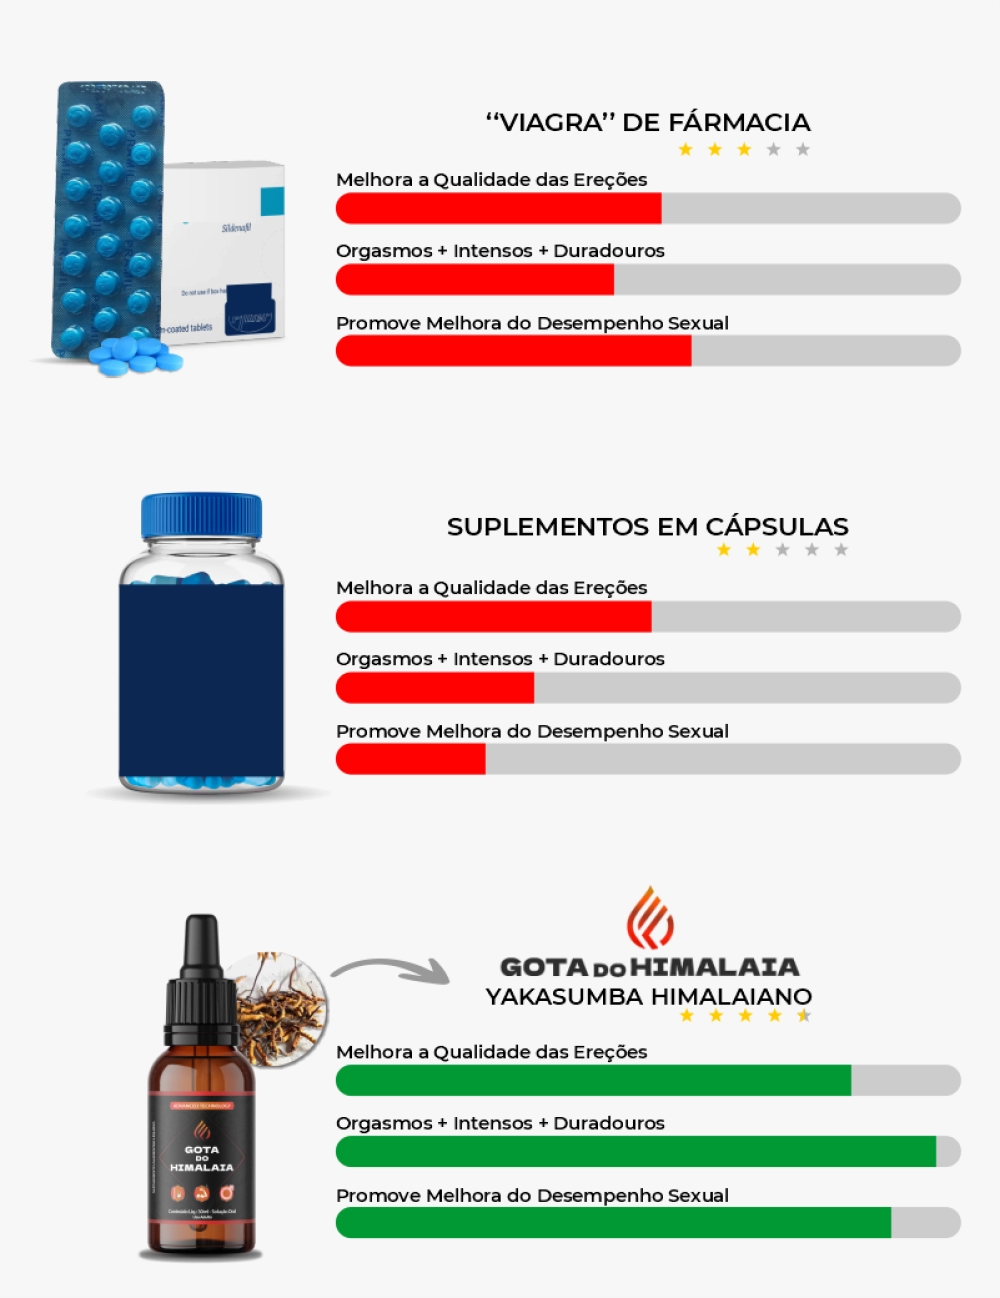 "VIAGRA" DE FÁRMACIA
Melhora a Qualidade das Ereções
Sildenafil
Orgasmos + Intensos + Duradouros
Do not use if box ha
Promove Melhora do Desempenho Sexual
m-coated tablets
SUPLEMENTOS EM CÁPSULAS
Melhora a Qualidade das Ereções
Orgasmos + Intensos + Duradouros
Promove Melhora do Desempenho Sexual
GOTA DO HIMALAIA
YAKASUMBA HIMALAIANO
Melhora a Qualidade das Ereções
ADVANCED TECHNOLOGY
Orgasmos + Intensos + Duradouros
GOTA
DO
HIMALAIA
Promove Melhora do Desempenho Sexual